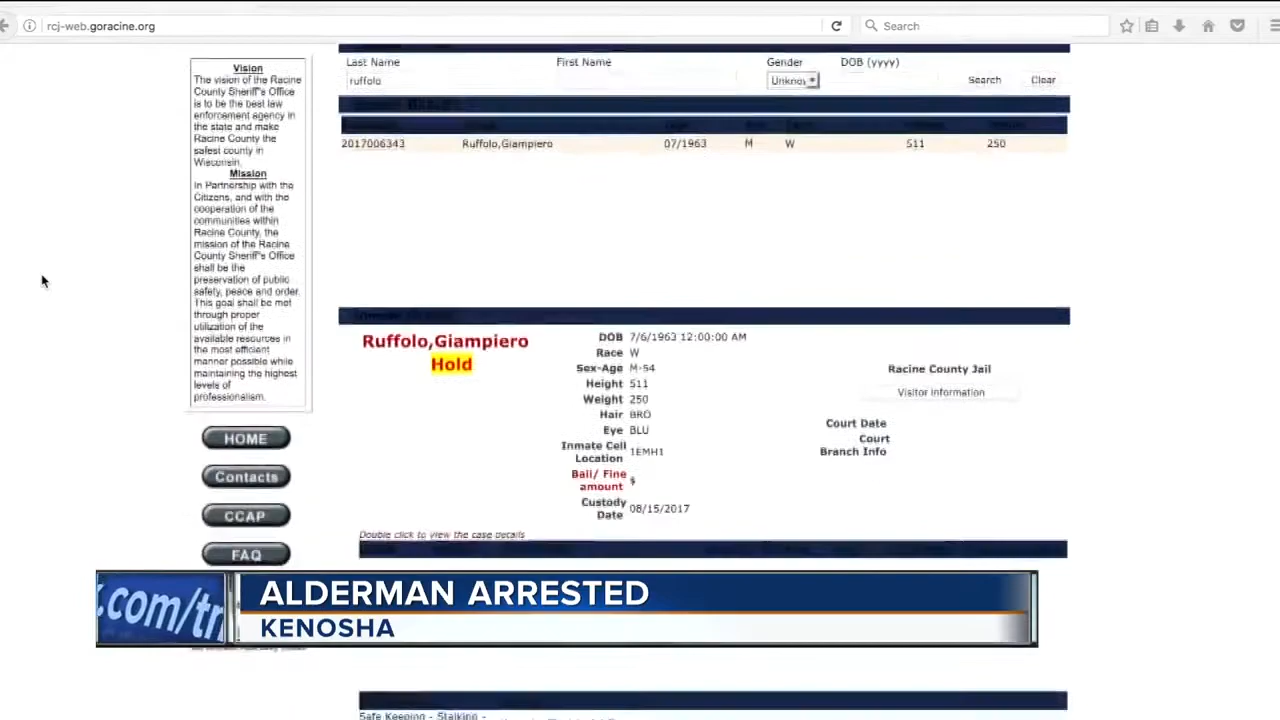 rcj-web.goracine.org
Search
Vision
The vision of the Racine
County Sheriff's Office
is to be the best law
enforcement agency in
the state and make
Racine County the
safest county in
Wisconsin.
Mission
In Partnership with the
Citizens, and with the
cooperation of the
communities within
Racine County, the
mission of the Racine
County Sheriff's Office
shall be the
preservation of public
safety, peace and order.
This goal shall be met
through proper
utilization of the
available resources in
the most efficient
manner possible while
maintaining the highest
levels of
professionalism.
HOME
Contacts
CCAP
FAQ
Last Name First Name Gender DOB (yyyy)
ruffolo Unknow Search Clear
2017006343 Ruffolo,Giampiero 07/1963 M W 511 250
Ruffolo,Giampiero
Hold
DOB 7/6/1963 12:00:00 AM
Race W
Sex-Age M-54
Height 511
Weight 250
Hair BRO
Eye BLU
Inmate Cell
Location 1EMH1
Bail/ Fine
amount $
Custody
Date 08/15/2017
Racine County Jail
Visitor Information
Court Date
Court
Branch Info
Double click to view the case details
.com/tm
ALDERMAN ARRESTED
KENOSHA
Safe Keeping - Stalking -